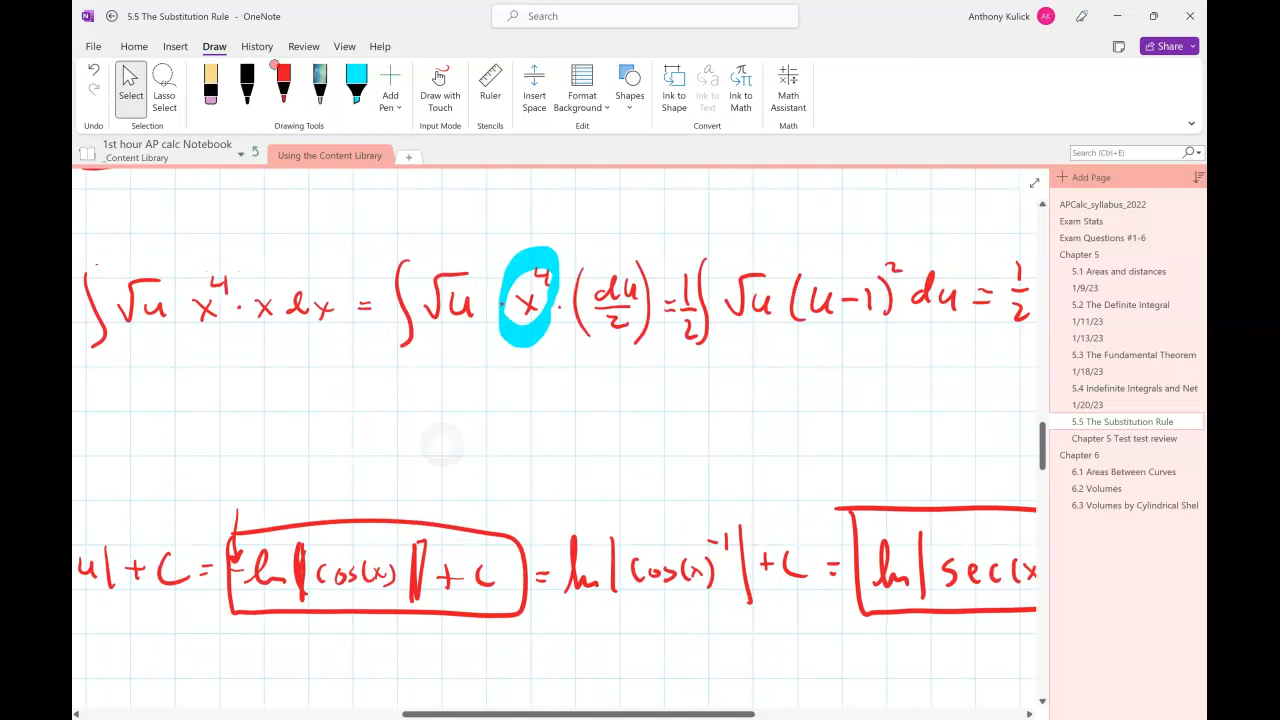 5.5 The Substitution Rule - OneNote
Search
Anthony Kulick AK
File Home Insert Draw History Review View Help
Share
Select
Lasso Select
Add Pen
Draw with Touch
Ruler
Insert Space
Format Background
Shapes
Ink to Shape
Ink to Text
Ink to Math
Math Assistant
Undo
Selection
Drawing Tools
Input Mode
Stencils
Edit
Convert
Math
1st hour AP calc Notebook
_Content Library
Using the Content Library
+
Search (Ctrl+E)
Add Page
APCalc_syllabus_2022
Exam Stats
Exam Questions #1-6
Chapter 5
5.1 Areas and distances
1/9/23
5.2 The Definite Integral
1/11/23
1/13/23
5.3 The Fundamental Theorem
1/18/23
5.4 Indefinite Integrals and Net
1/20/23
5.5 The Substitution Rule
Chapter 5 Test test review
Chapter 6
6.1 Areas Between Curves
6.2 Volumes
6.3 Volumes by Cylindrical Shel
∫ √u x⁴ · x dx = ∫ √u · x⁴ · (du/2) = 1/2 ∫ √u (u-1)² du = 1/2
u| + C = -ln|cos(x)| + C = ln|cos(x)⁻¹| + C = ln|sec(x